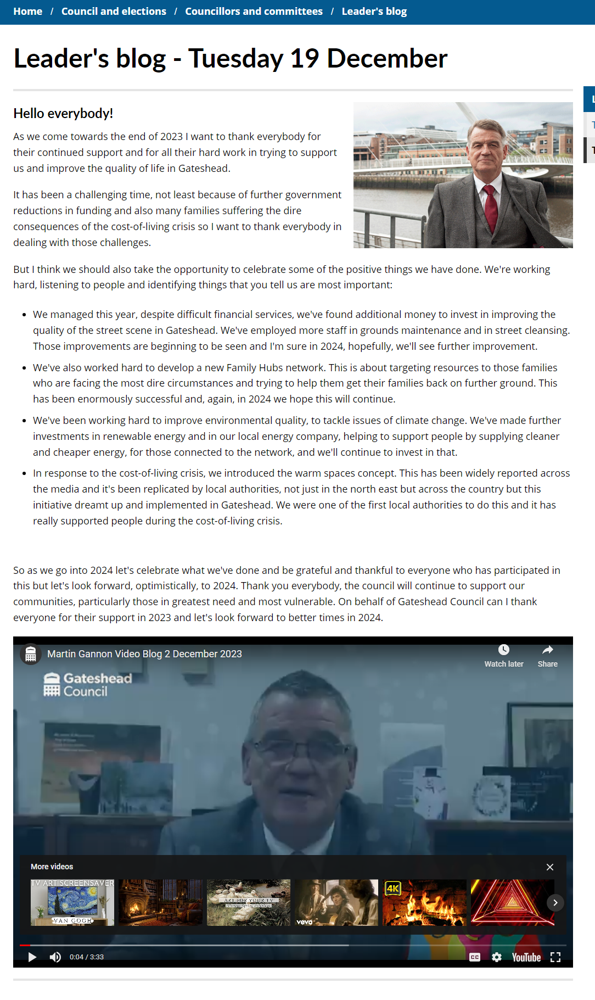 Home / Council and elections / Councillors and committees / Leader's blog
Leader's blog - Tuesday 19 December
Hello everybody!
As we come towards the end of 2023 I want to thank everybody for
their continued support and for all their hard work in trying to support
us and improve the quality of life in Gateshead.
It has been a challenging time, not least because of further government
reductions in funding and also many families suffering the dire
consequences of the cost-of-living crisis so I want to thank everybody in
dealing with those challenges.
But I think we should also take the opportunity to celebrate some of the positive things we have done. We're working
hard, listening to people and identifying things that you tell us are most important:
• We managed this year, despite difficult financial services, we've found additional money to invest in improving the
quality of the street scene in Gateshead. We've employed more staff in grounds maintenance and in street cleansing.
Those improvements are beginning to be seen and I'm sure in 2024, hopefully, we'll see further improvement.
• We've also worked hard to develop a new Family Hubs network. This is about targeting resources to those families
who are facing the most dire circumstances and trying to help them get their families back on further ground. This
has been enormously successful and, again, in 2024 we hope this will continue.
• We've been working hard to improve environmental quality, to tackle issues of climate change. We've made further
investments in renewable energy and in our local energy company, helping to support people by supplying cleaner
and cheaper energy, for those connected to the network, and we'll continue to invest in that.
• In response to the cost-of-living crisis, we introduced the warm spaces concept. This has been widely reported across
the media and it's been replicated by local authorities, not just in the north east but across the country but this
initiative dreamt up and implemented in Gateshead. We were one of the first local authorities to do this and it has
really supported people during the cost-of-living crisis.
So as we go into 2024 let's celebrate what we've done and be grateful and thankful to everyone who has participated in
this but let's look forward, optimistically, to 2024. Thank you everybody, the council will continue to support our
communities, particularly those in greatest need and most vulnerable. On behalf of Gateshead Council can I thank
everyone for their support in 2023 and let's look forward to better times in 2024.
Martin Gannon Video Blog 2 December 2023
Watch later Share
Gateshead
Council
More videos
TV ART SCREENSAVER
VAN GOGH
ART FOR YOUR TV
vevo
4K
0:04 / 3:33
CC
YouTube